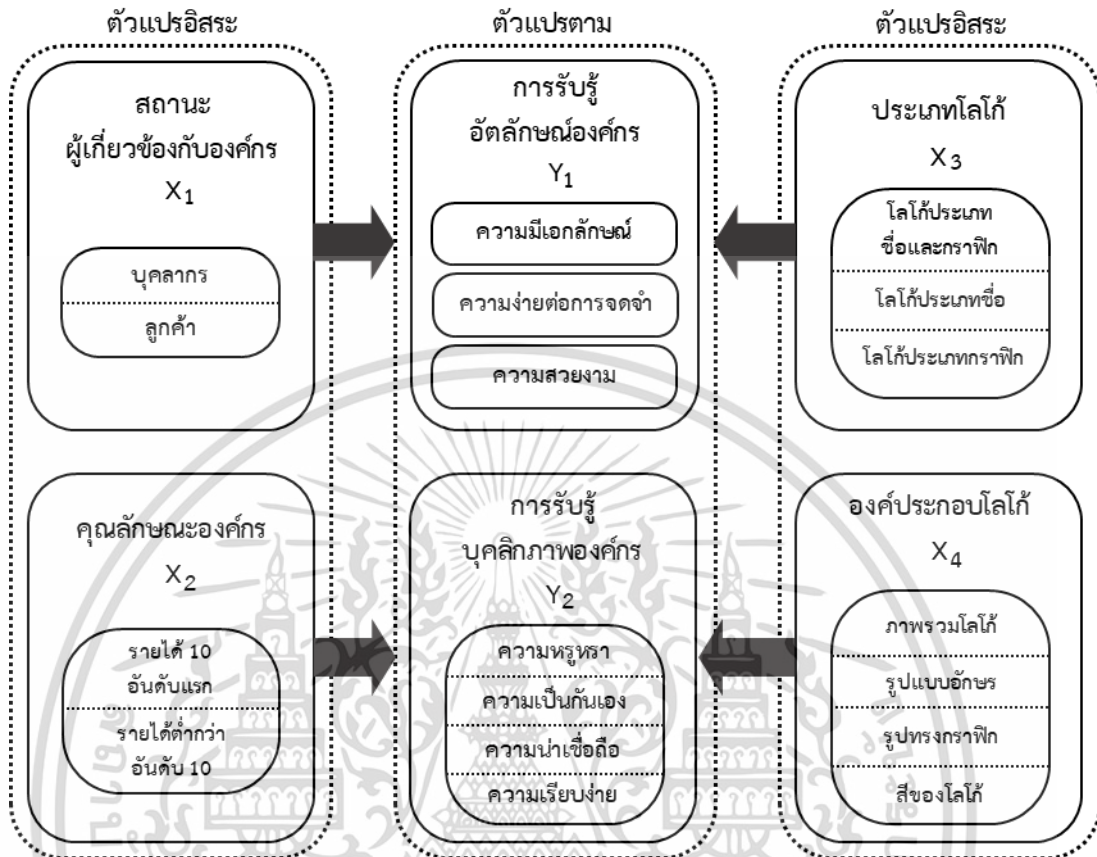 ตัวแปรอิสระ
สถานะ
ผู้เกี่ยวข้องกับองค์กร
X1
บุคลากร
ลูกค้า
คุณลักษณะองค์กร
X2
รายได้ 10
อันดับแรก
รายได้ต่ำกว่า
อันดับ 10
ตัวแปรตาม
การรับรู้
อัตลักษณ์องค์กร
Y1
ความมีเอกลักษณ์
ความง่ายต่อการจดจำ
ความสวยงาม
การรับรู้
บุคลิกภาพองค์กร
Y2
ความหรูหรา
ความเป็นกันเอง
ความน่าเชื่อถือ
ความเรียบง่าย
ตัวแปรอิสระ
ประเภทโลโก้
X3
โลโก้ประเภท
ชื่อและกราฟิก
โลโก้ประเภทชื่อ
โลโก้ประเภทกราฟิก
องค์ประกอบโลโก้
X4
ภาพรวมโลโก้
รูปแบบอักษร
รูปทรงกราฟิก
สีของโลโก้